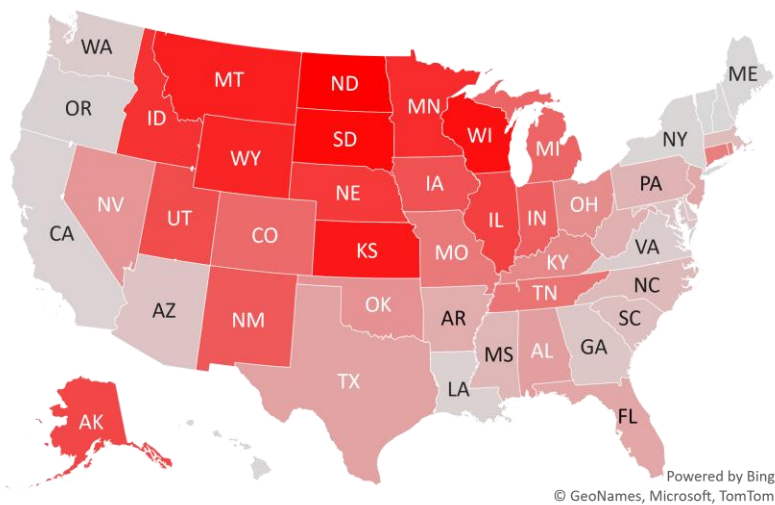 WA
MT
ND
MN
ME
OR
ID
SD
WI
MI
NY
WY
IA
PA
NE
NV
UT
CO
IL
IN
OH
CA
KS
MO
KY
VA
AZ
NM
OK
TN
NC
AR
SC
TX
MS
AL
GA
LA
AK
FL
Powered by Bing
© GeoNames, Microsoft, TomTom